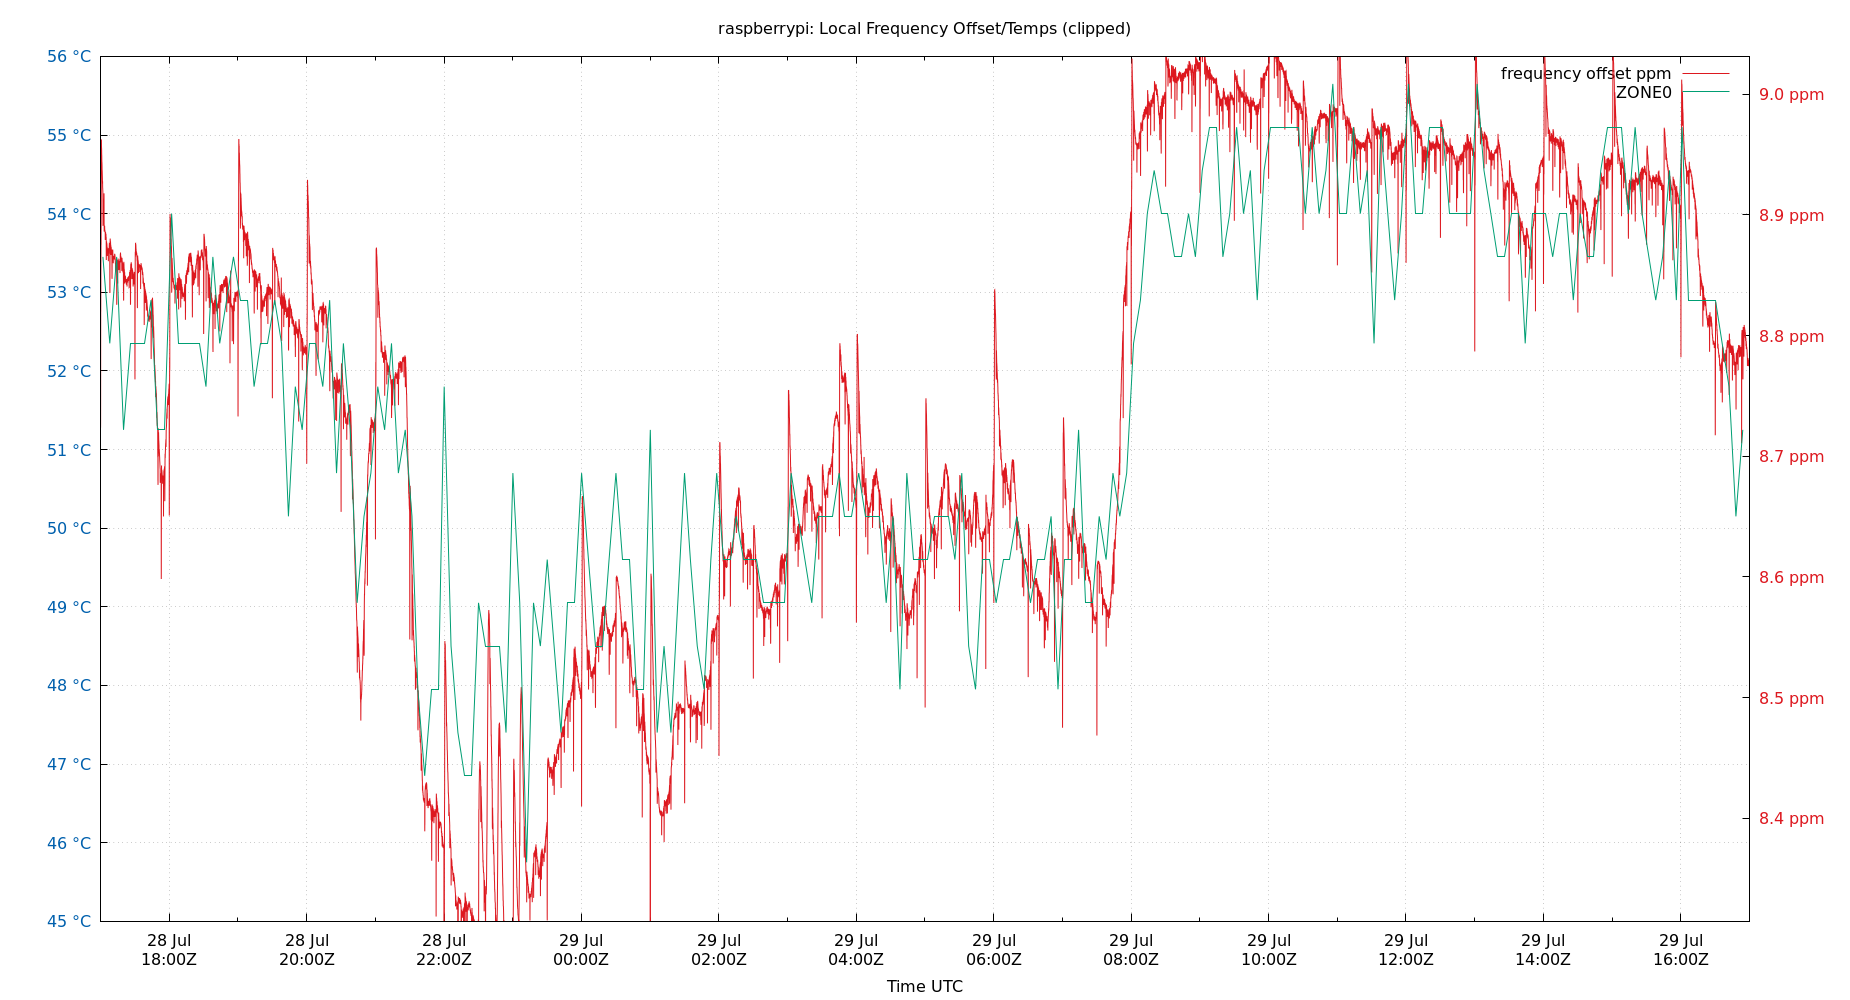 raspberrypi: Local Frequency Offset/Temps (clipped)
56 °C
55 °C
54 °C
53 °C
52 °C
51 °C
50 °C
49 °C
48 °C
47 °C
46 °C
45 °C
frequency offset ppm
ZONE0
9.0 ppm
8.9 ppm
8.8 ppm
8.7 ppm
8.6 ppm
8.5 ppm
8.4 ppm
28 Jul 28 Jul 28 Jul 29 Jul 29 Jul 29 Jul 29 Jul 29 Jul 29 Jul 29 Jul 29 Jul 29 Jul
18:00Z 20:00Z 22:00Z 00:00Z 02:00Z 04:00Z 06:00Z 08:00Z 10:00Z 12:00Z 14:00Z 16:00Z
Time UTC